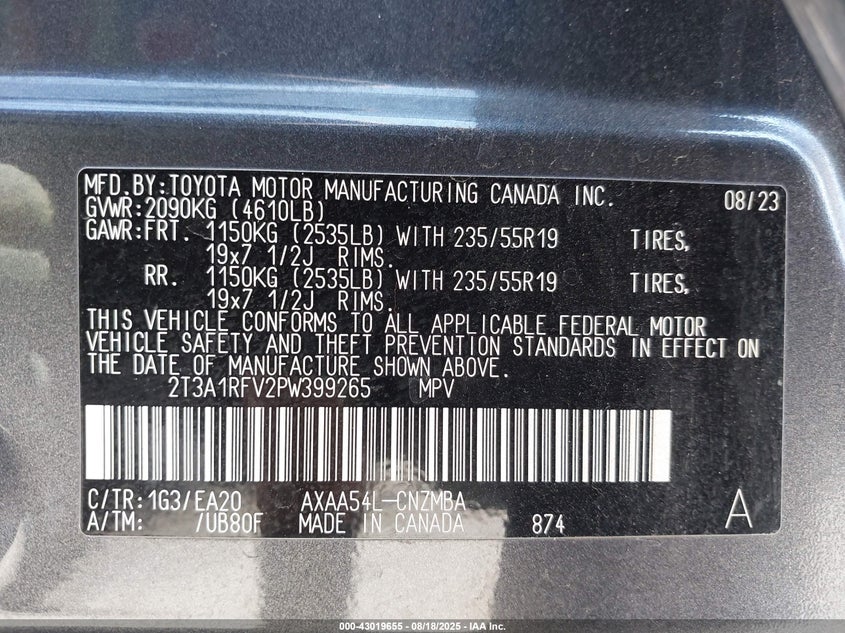 MFD.BY:TOYOTA MOTOR MANUFACTURING CANADA INC. 08/23
GVWR:2090KG (4610LB)
GAWR:FRT. 1150KG (2535LB) WITH 235/55R19 TIRES,
19x7 1/2J RIMS.
RR. 1150KG (2535LB) WITH 235/55R19 TIRES,
19x7 1/2J RIMS.
THIS VEHICLE CONFORMS TO ALL APPLICABLE FEDERAL MOTOR
VEHICLE SAFETY AND THEFT PREVENTION STANDARDS IN EFFECT ON
THE DATE OF MANUFACTURE SHOWN ABOVE.
2T3A1RFV2PW399265 MPV
C/TR:1G3/EA20 AXAA54L-CNZMBA
A/TM: /UB80F MADE IN CANADA 874 A
000-43019655 - 08/18/2025 - IAA Inc.